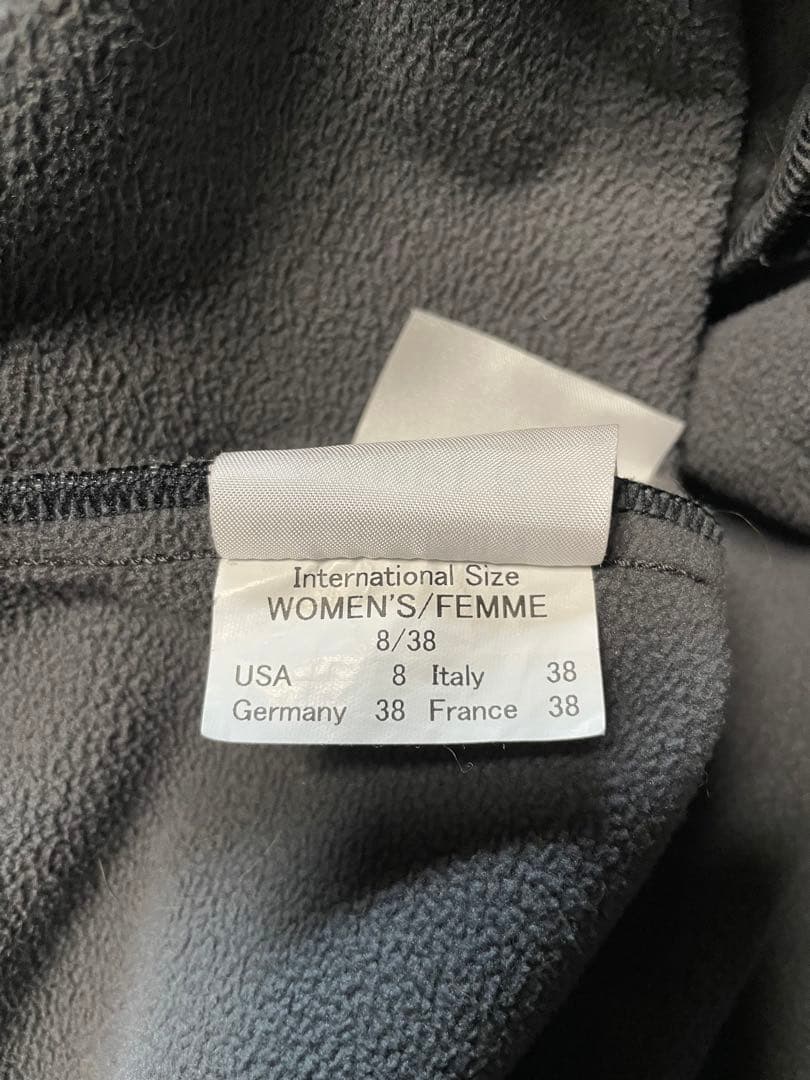 International Size
WOMEN'S/FEMME
8/38
USA 8 Italy 38
Germany 38 France 38